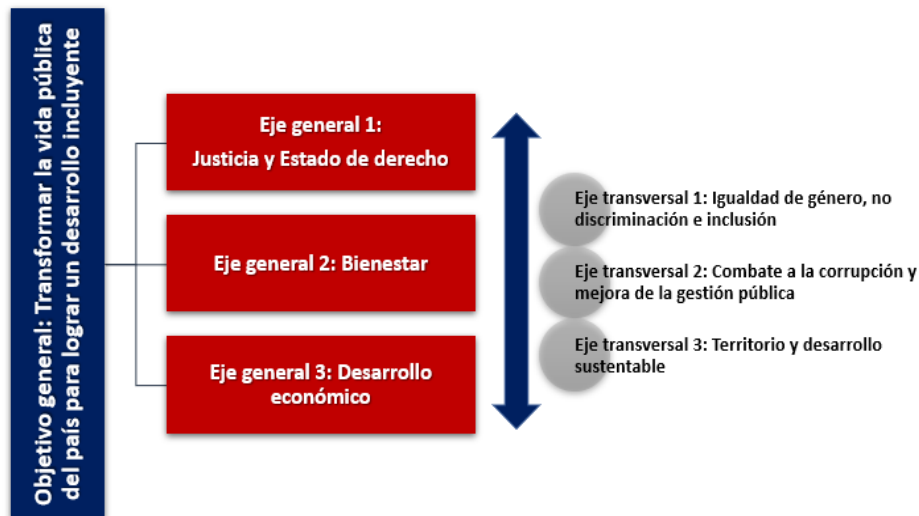 Objetivo general: Transformar la vida pública
del país para lograr un desarrollo incluyente
Eje general 1:
Justicia y Estado de derecho
Eje general 2: Bienestar
Eje general 3: Desarrollo
económico
Eje transversal 1: Igualdad de género, no
discriminación e inclusión
Eje transversal 2: Combate a la corrupción y
mejora de la gestión pública
Eje transversal 3: Territorio y desarrollo
sustentable